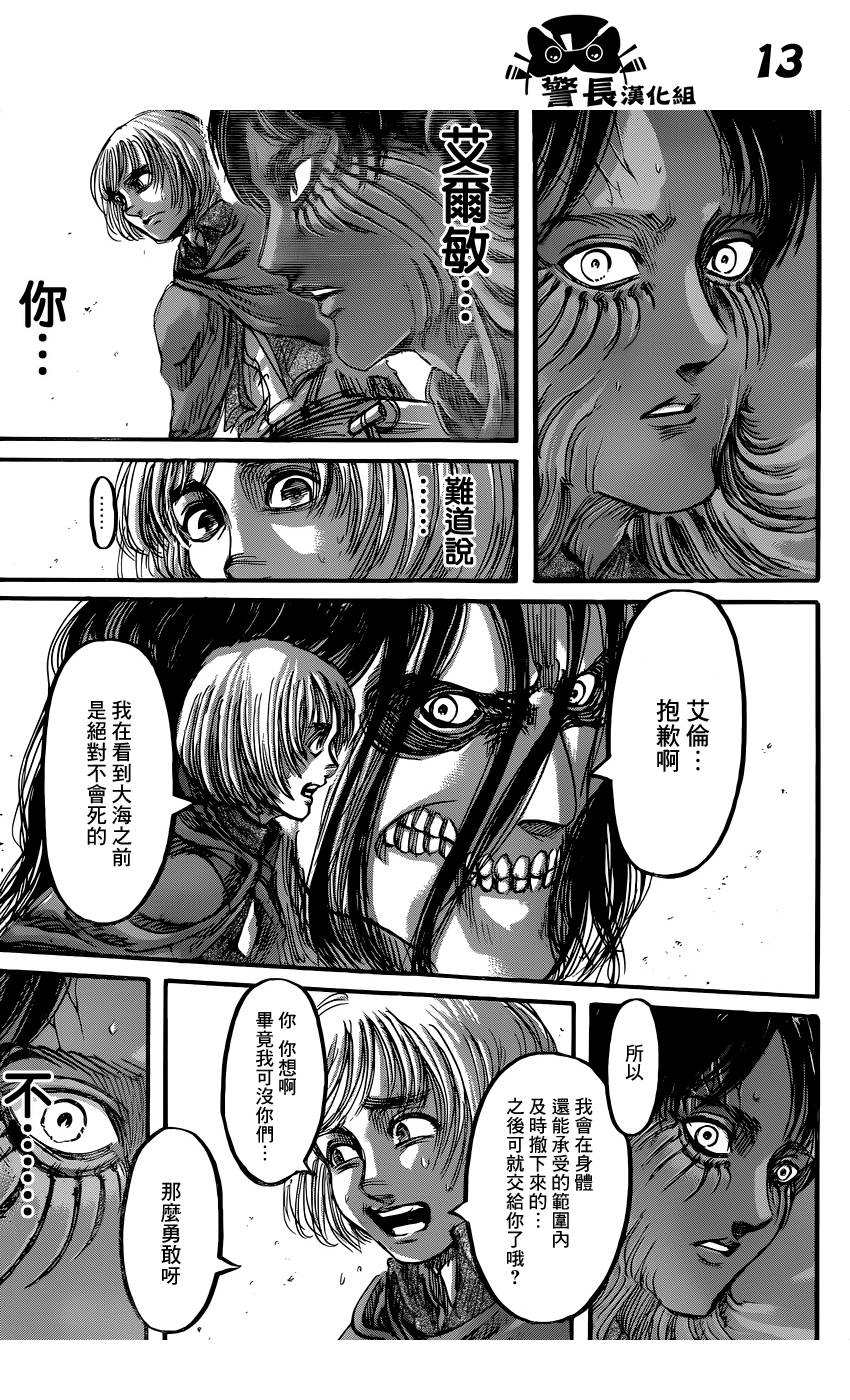 警長漢化組
13
艾爾敏…
你…
難道說
……
……
艾倫…
抱歉啊
我在看到大海之前
是絕對不會死的
所以
我會在身體
還能承受的範圍內
及時撤下來的…
之後可就交給你了哦?
你 你想啊
畢竟我可沒你們…
那麼勇敢呀
不……